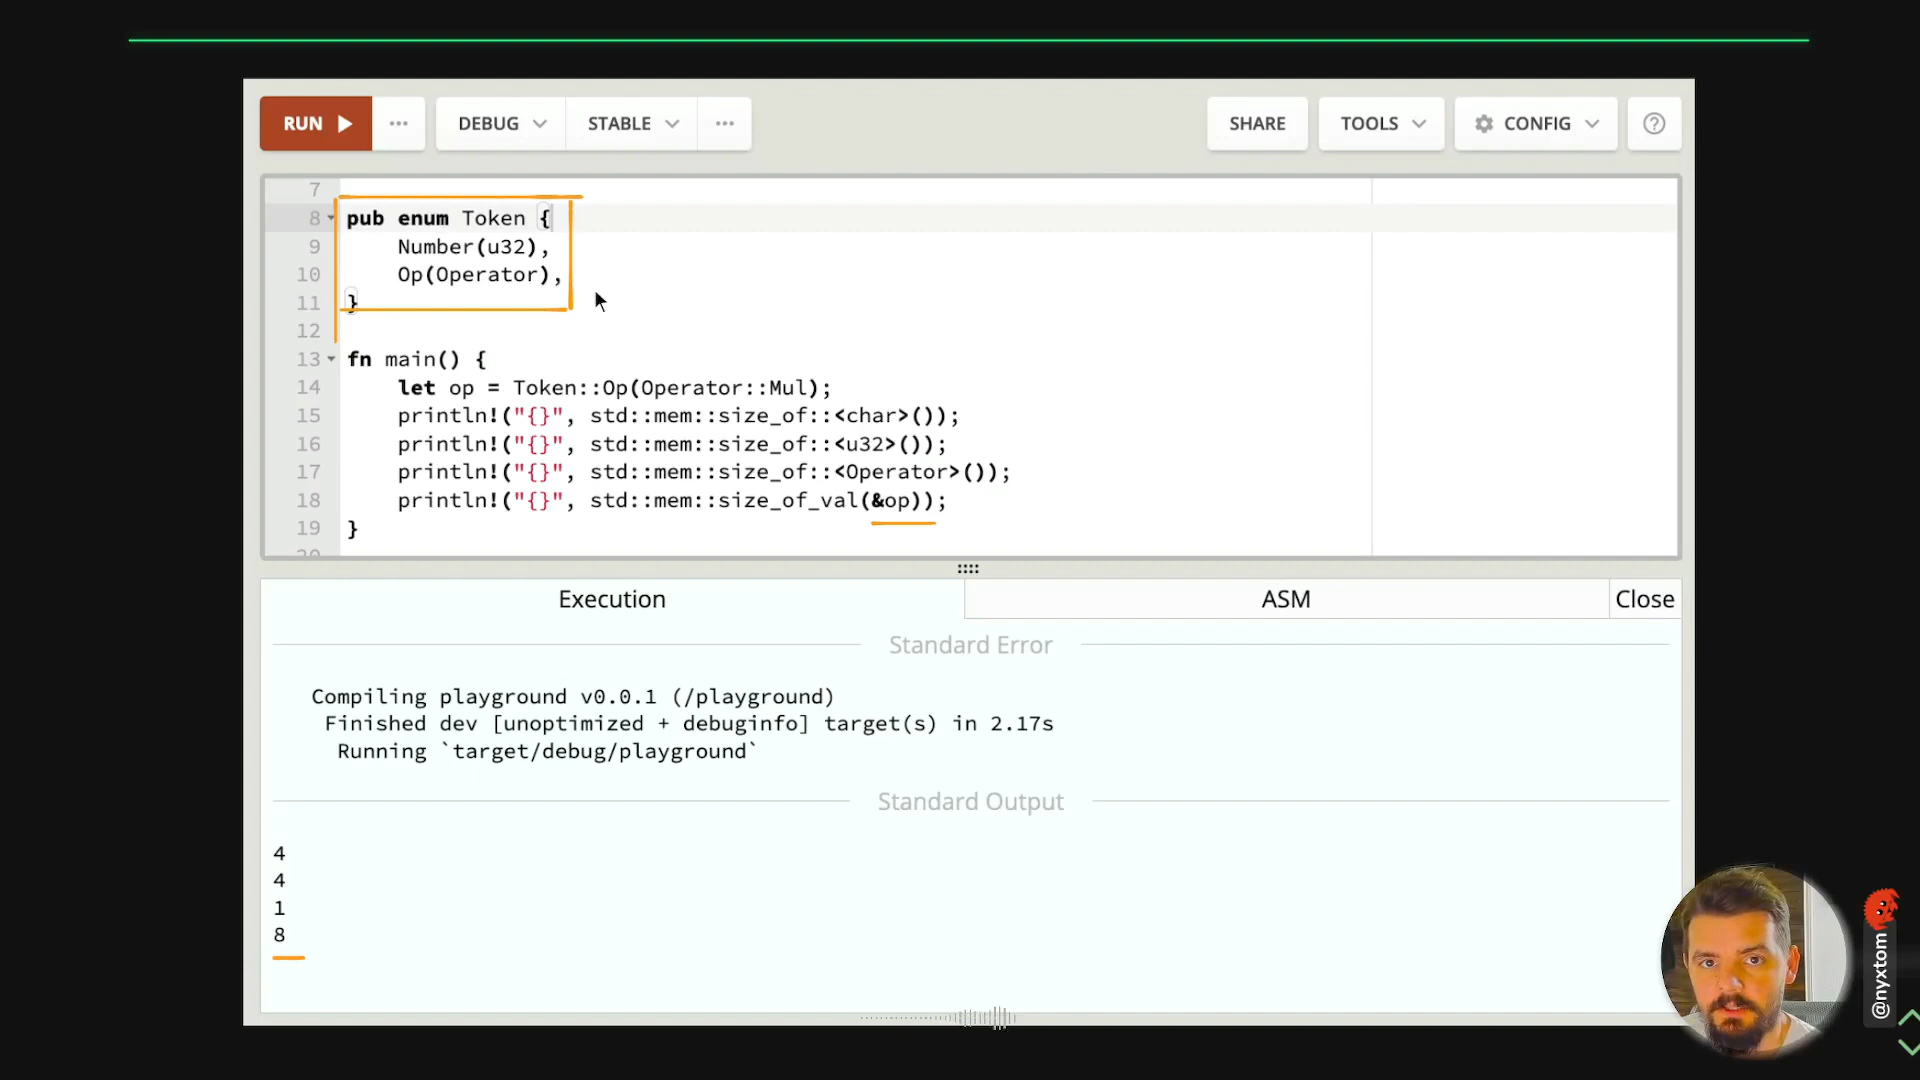 RUN ... DEBUG STABLE ... SHARE TOOLS CONFIG ?
7
8 pub enum Token {
9     Number(u32),
10     Op(Operator),
11 }
12
13 fn main() {
14     let op = Token::Op(Operator::Mul);
15     println!("{}", std::mem::size_of::<char>());
16     println!("{}", std::mem::size_of::<u32>());
17     println!("{}", std::mem::size_of::<Operator>());
18     println!("{}", std::mem::size_of_val(&op));
19 }
20
Execution ASM Close
Standard Error
Compiling playground v0.0.1 (/playground)
Finished dev [unoptimized + debuginfo] target(s) in 2.17s
Running `target/debug/playground`
Standard Output
4
4
1
8
@nyxtom